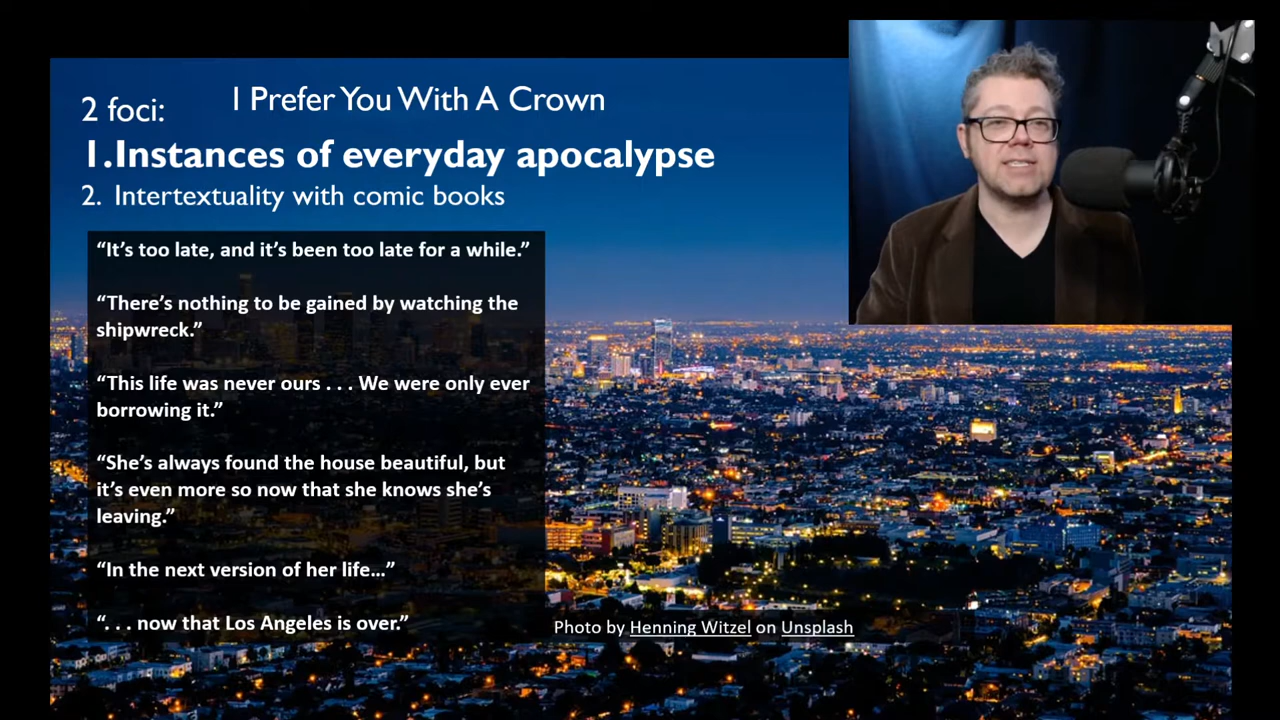 I Prefer You With A Crown
2 foci:
1.Instances of everyday apocalypse
2. Intertextuality with comic books
“It’s too late, and it’s been too late for a while.”
“There’s nothing to be gained by watching the
shipwreck.”
“This life was never ours . . . We were only ever
borrowing it.”
“She’s always found the house beautiful, but
it’s even more so now that she knows she’s
leaving.”
“In the next version of her life…”
“. . . now that Los Angeles is over.”
Photo by Henning Witzel on Unsplash